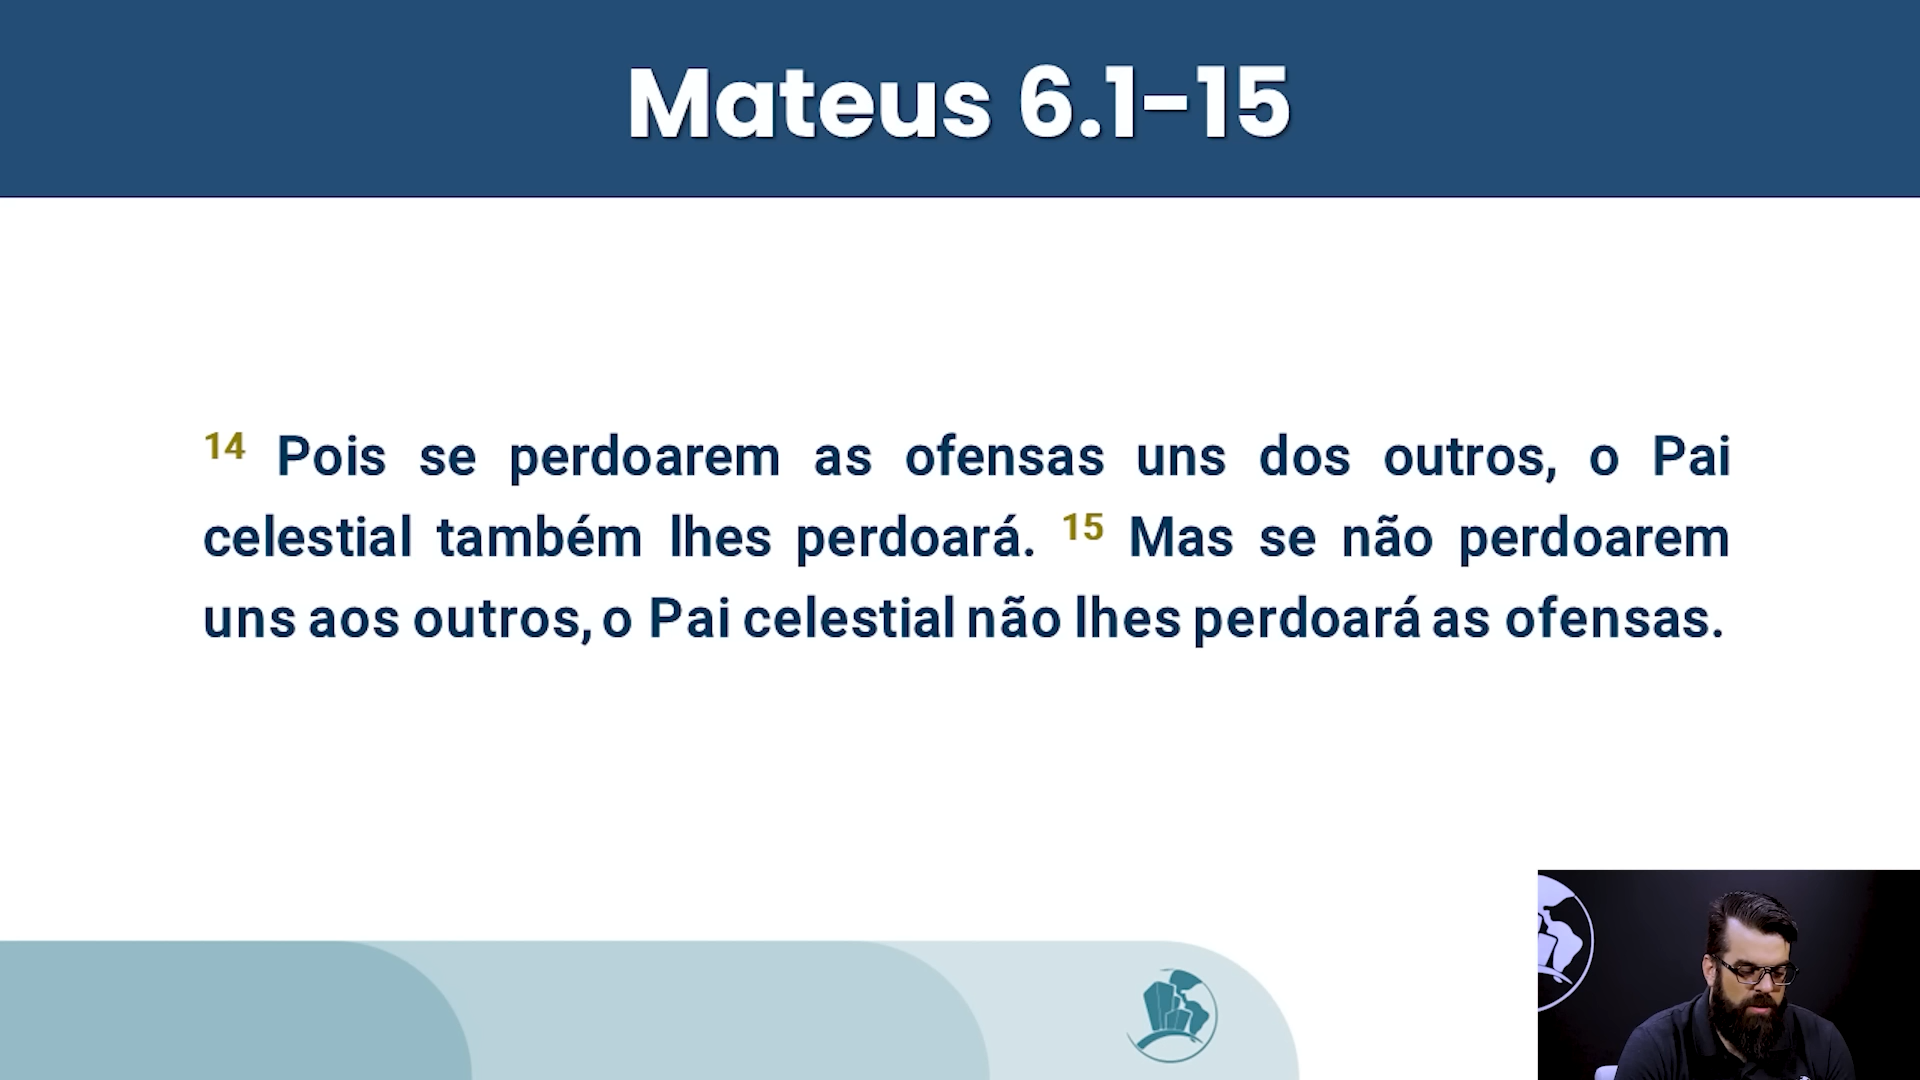 Mateus 6.1-15
14 Pois se perdoarem as ofensas uns dos outros, o Pai
celestial também lhes perdoará. 15 Mas se não perdoarem
uns aos outros, o Pai celestial não lhes perdoará as ofensas.